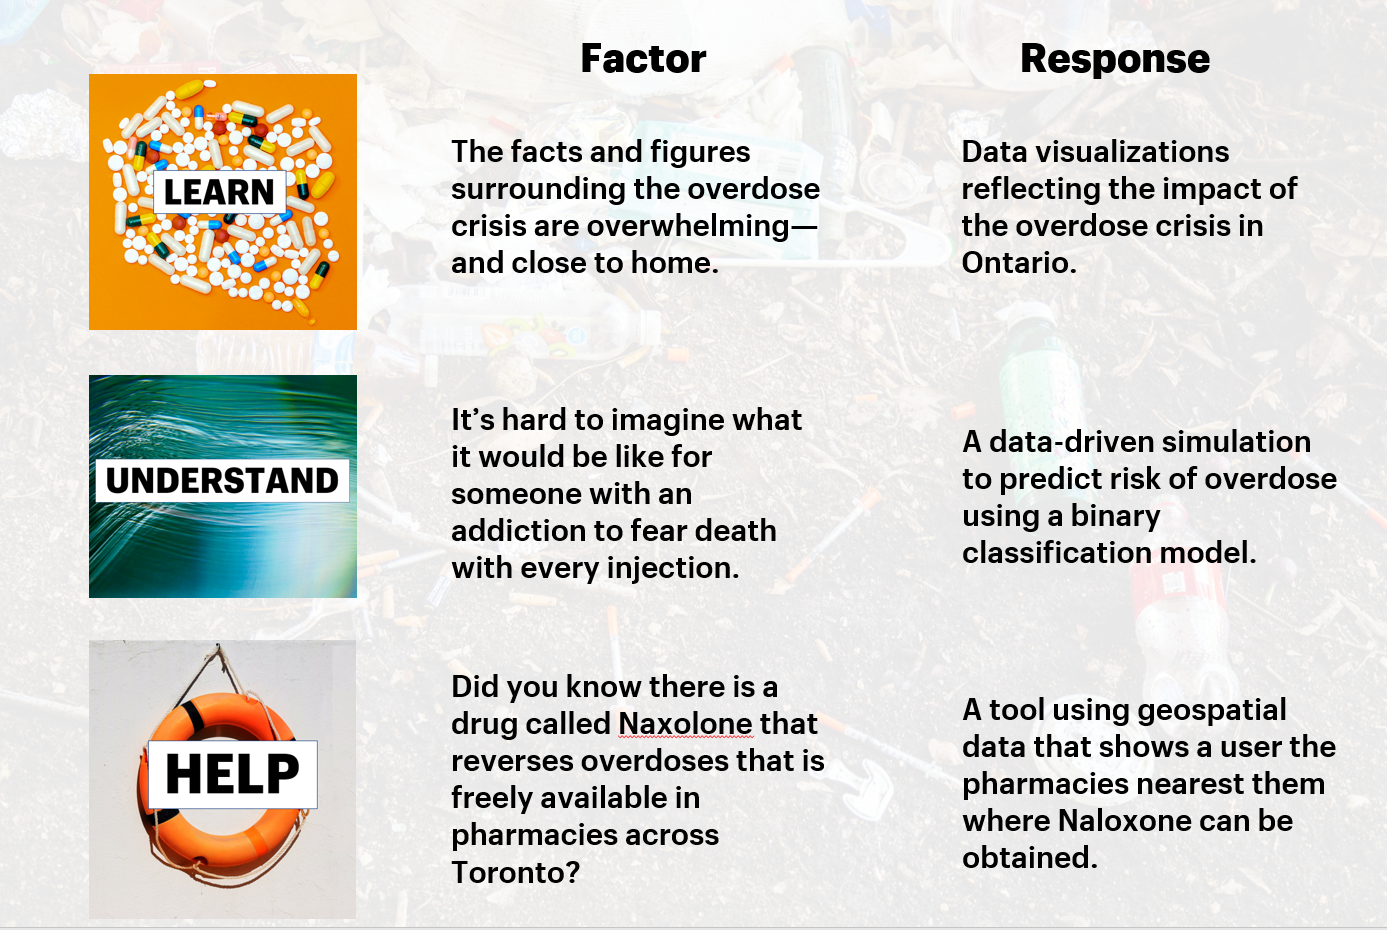 Factor
Response
LEARN
The facts and figures
surrounding the overdose
crisis are overwhelming—
and close to home.
Data visualizations
reflecting the impact of
the overdose crisis in
Ontario.
UNDERSTAND
It’s hard to imagine what
it would be like for
someone with an
addiction to fear death
with every injection.
A data-driven simulation
to predict risk of overdose
using a binary
classification model.
HELP
Did you know there is a
drug called Naxolone that
reverses overdoses that is
freely available in
pharmacies across
Toronto?
A tool using geospatial
data that shows a user the
pharmacies nearest them
where Naloxone can be
obtained.